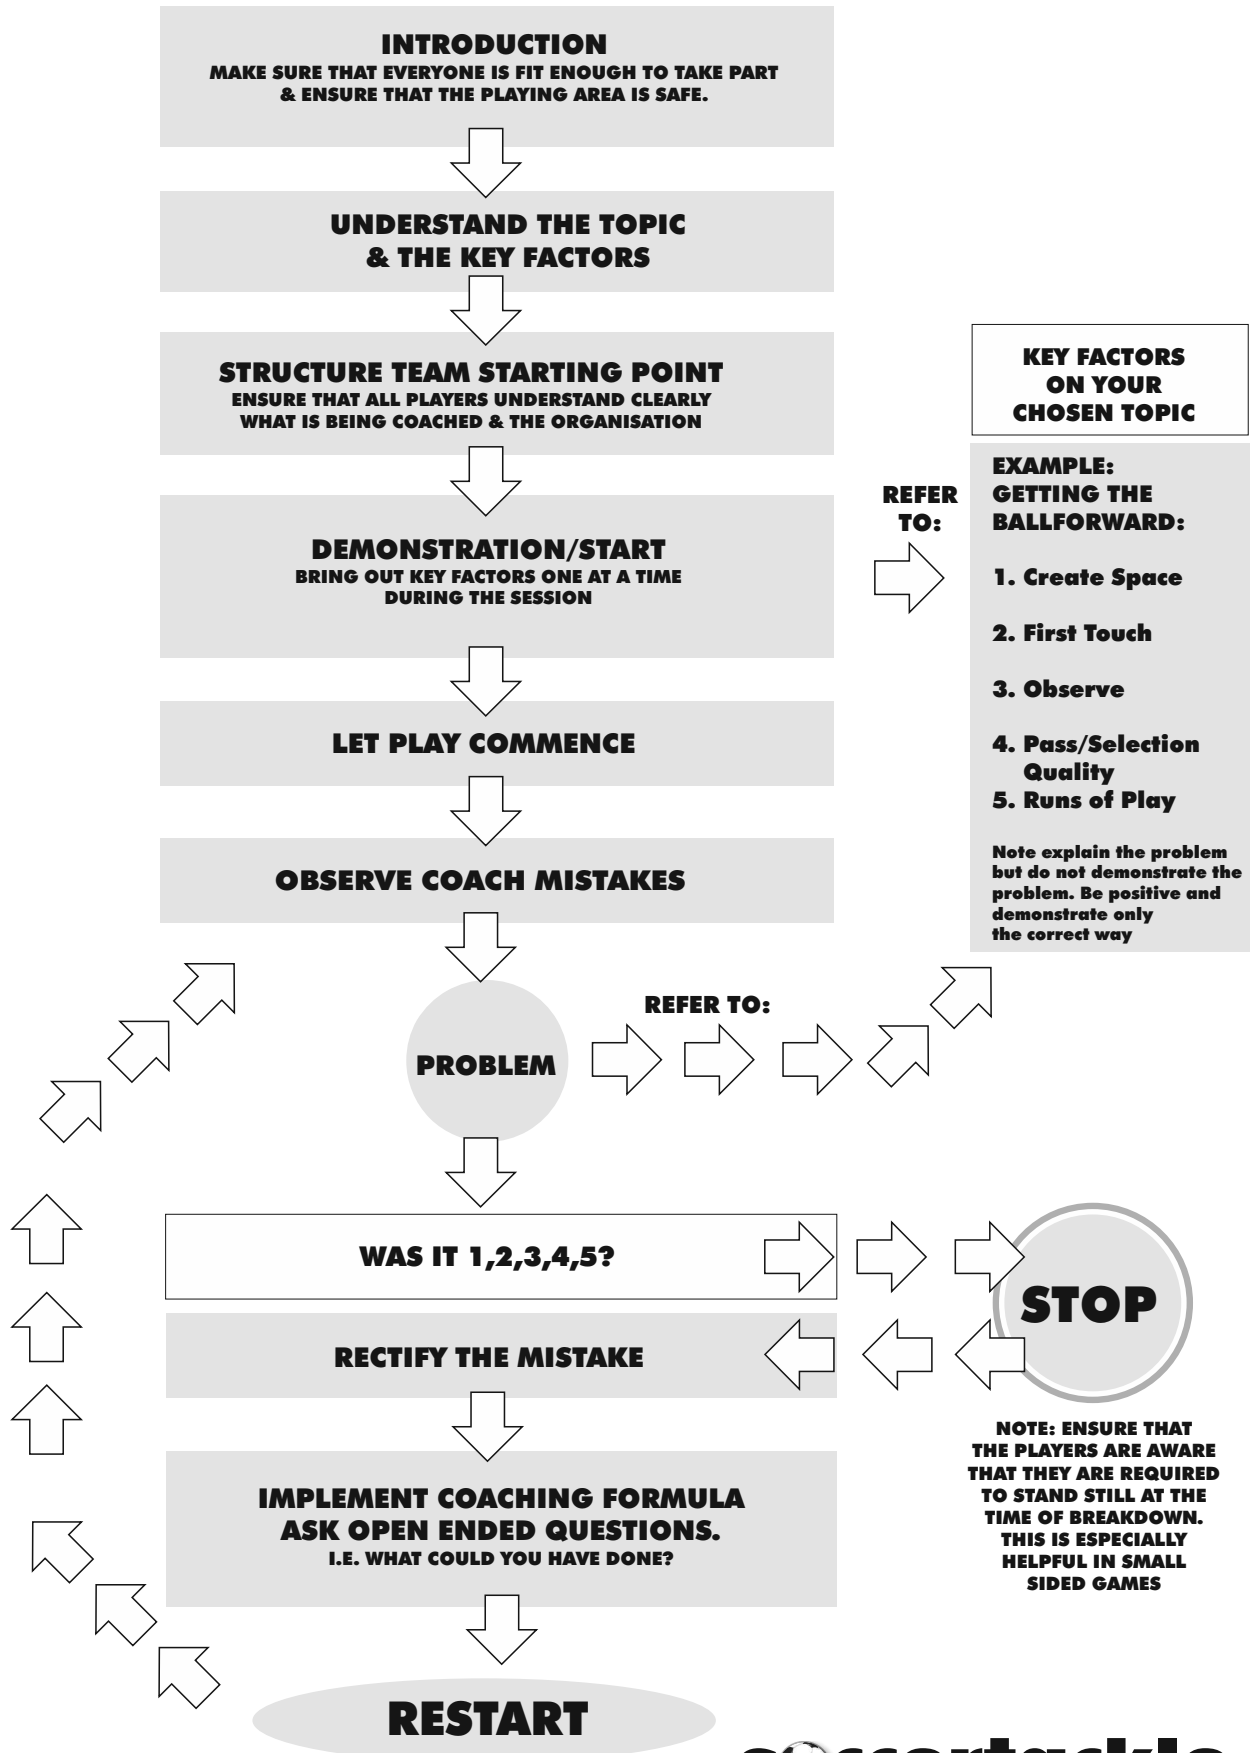 INTRODUCTION
MAKE SURE THAT EVERYONE IS FIT ENOUGH TO TAKE PART
& ENSURE THAT THE PLAYING AREA IS SAFE.
UNDERSTAND THE TOPIC
& THE KEY FACTORS
STRUCTURE TEAM STARTING POINT
ENSURE THAT ALL PLAYERS UNDERSTAND CLEARLY
WHAT IS BEING COACHED & THE ORGANISATION
DEMONSTRATION/START
BRING OUT KEY FACTORS ONE AT A TIME
DURING THE SESSION
REFER
TO:
KEY FACTORS
ON YOUR
CHOSEN TOPIC
EXAMPLE:
GETTING THE
BALLFORWARD:
1. Create Space
2. First Touch
3. Observe
4. Pass/Selection
Quality
5. Runs of Play
Note explain the problem
but do not demonstrate the
problem. Be positive and
demonstrate only
the correct way
LET PLAY COMMENCE
OBSERVE COACH MISTAKES
PROBLEM
REFER TO:
WAS IT 1,2,3,4,5?
STOP
RECTIFY THE MISTAKE
NOTE: ENSURE THAT
THE PLAYERS ARE AWARE
THAT THEY ARE REQUIRED
TO STAND STILL AT THE
TIME OF BREAKDOWN.
THIS IS ESPECIALLY
HELPFUL IN SMALL
SIDED GAMES
IMPLEMENT COACHING FORMULA
ASK OPEN ENDED QUESTIONS.
I.E. WHAT COULD YOU HAVE DONE?
RESTART